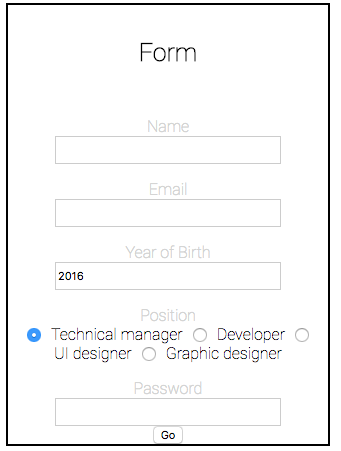 Form
Name
Email
Year of Birth
2016
Position
Technical manager Developer
UI designer Graphic designer
Password
Go